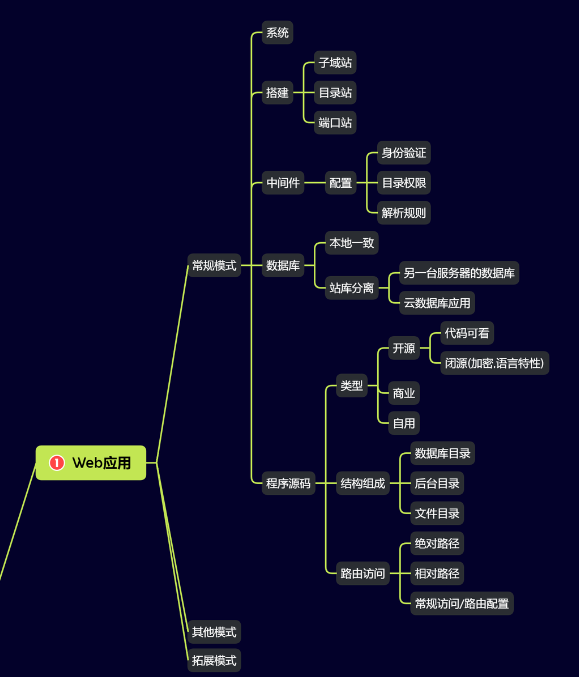 系统
子域站
搭建
目录站
端口站
身份验证
中间件
配置
目录权限
解析规则
本地一致
常规模式
数据库
另一台服务器的数据库
站库分离
云数据库应用
代码可看
开源
闭源(加密,语言特性)
类型
商业
自用
Web应用
数据库目录
程序源码
结构组成
后台目录
文件目录
绝对路径
路由访问
相对路径
常规访问/路由配置
其他模式
拓展模式